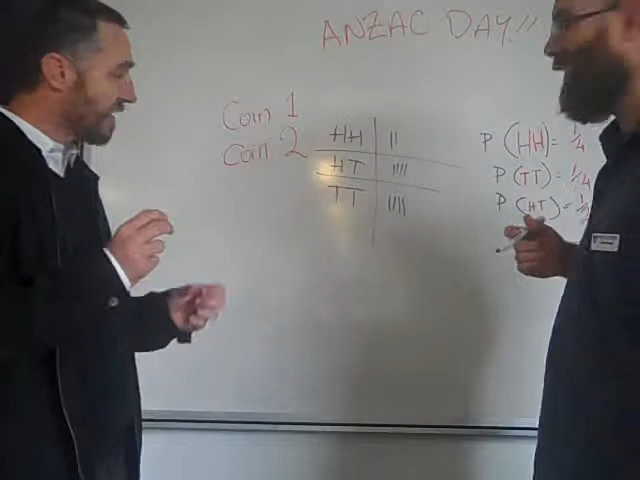 ANZAC DAY!!
Coin 1
Coin 2
HH ||
HT ||||
TT ||||
P (HH) = 1/4
P (TT) = 1/4
P (HT) = 1/2